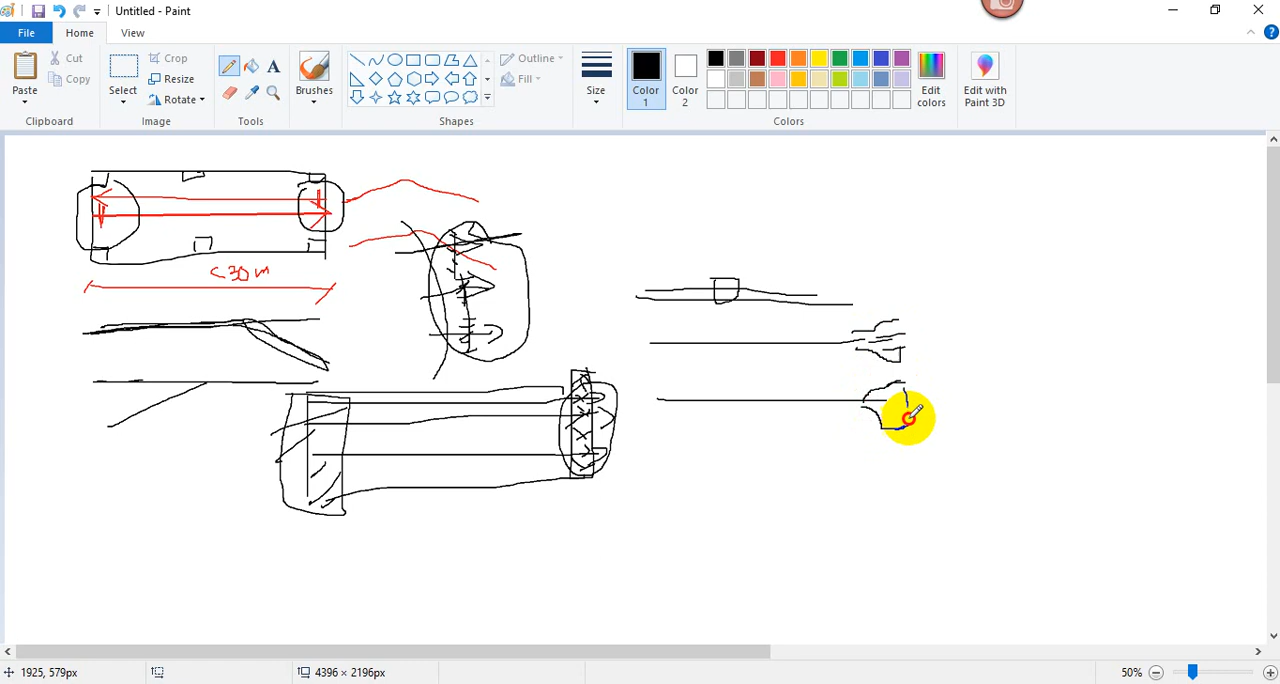 Untitled - Paint
File
Home
View
Paste
Cut
Copy
Clipboard
Select
Crop
Resize
Rotate
Image
A
Tools
Brushes
Shapes
Outline
Fill
Size
Color 1
Color 2
Colors
Edit colors
Edit with Paint 3D
<30 m
1925, 579px
4396 × 2196px
50%